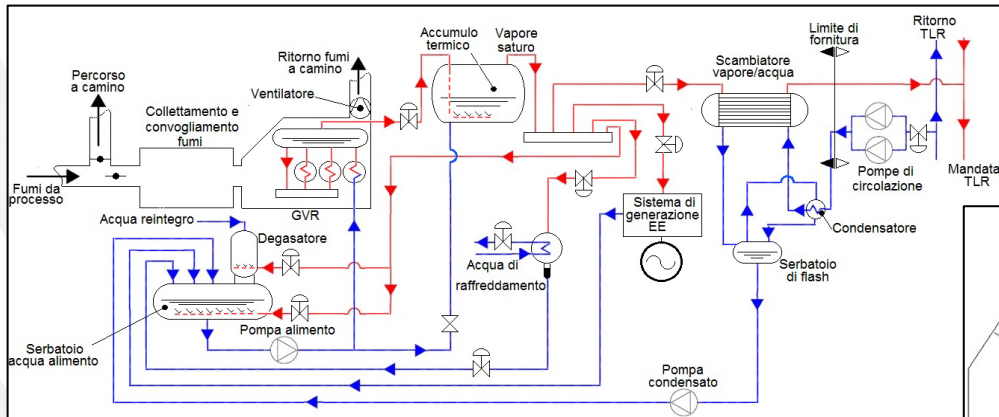 Percorso
a camino
Collettamento e
convogliamento
fumi
Fumi da
processo
Ritorno fumi
a camino
Ventilatore
GVR
Accumulo
termico
Vapore
saturo
Scambiatore
vapore/acqua
Limite di
fornitura
Ritorno
TLR
Pompe di
circolazione
Mandata
TLR
Acqua reintegro
Degasatore
Serbatoio
acqua alimento
Pompa alimento
Acqua di
raffreddamento
Sistema di
generazione
EE
Condensatore
Serbatoio
di flash
Pompa
condensato